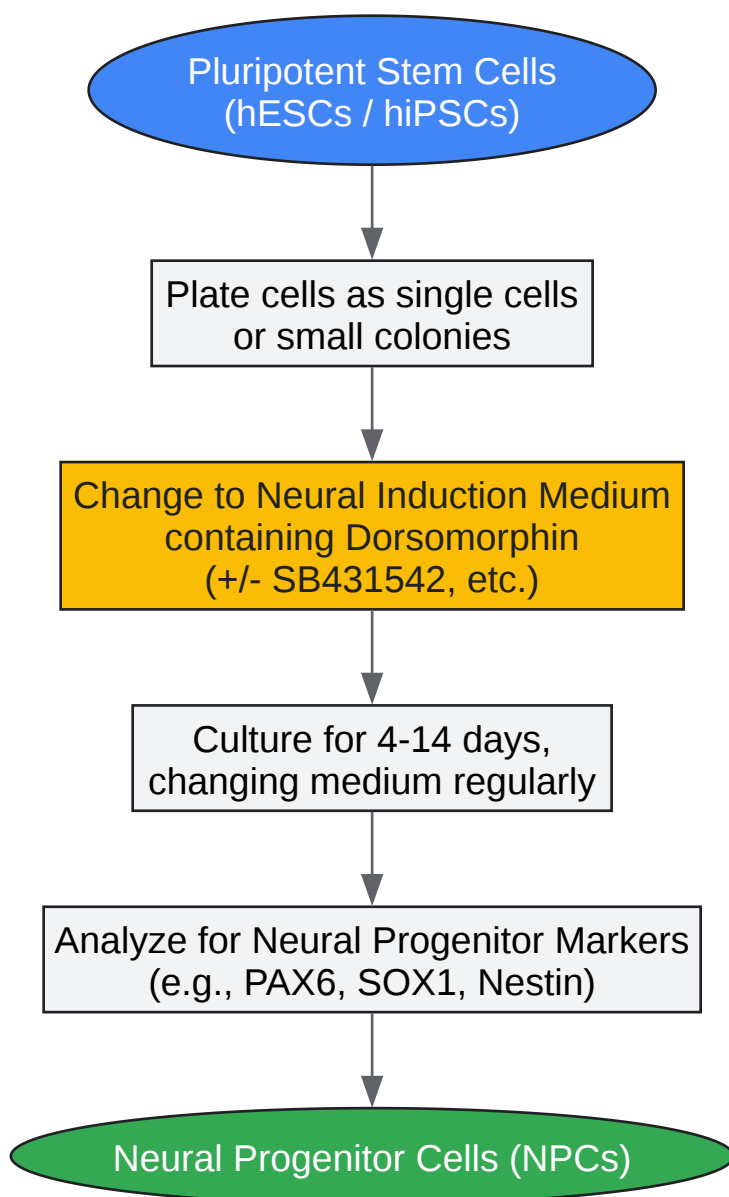 Pluripotent Stem Cells
(hESCs / hiPSCs)
Plate cells as single cells
or small colonies
Change to Neural Induction Medium
containing Dorsomorphin
(+/- SB431542, etc.)
Culture for 4-14 days,
changing medium regularly
Analyze for Neural Progenitor Markers
(e.g., PAX6, SOX1, Nestin)
Neural Progenitor Cells (NPCs)